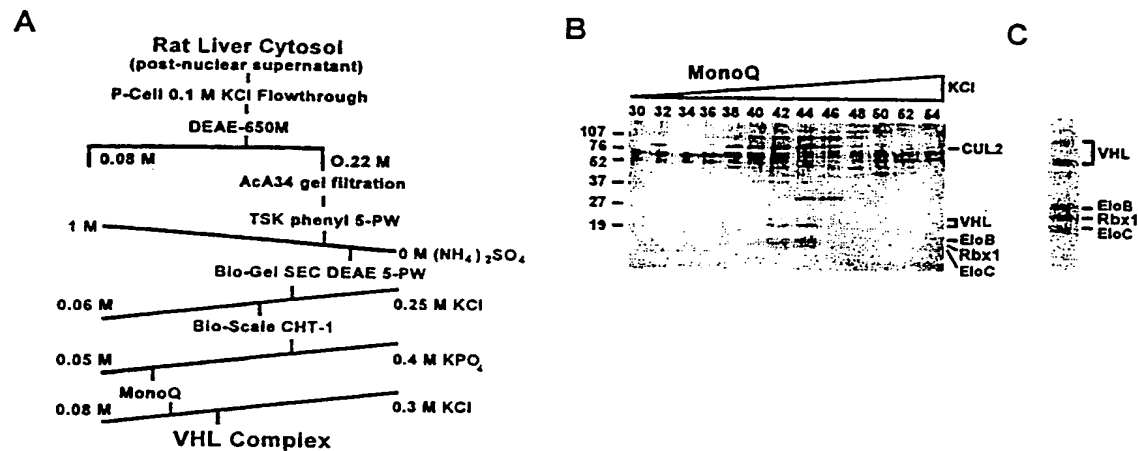 A
Rat Liver Cytosol
(post-nuclear supernatant)
P-Cell 0.1 M KCl Flowthrough
DEAE-650M
0.08 M
0.22 M
AcA34 gel filtration
TSK phenyl 5-PW
1 M
0 M (NH4)2SO4
Bio-Gel SEC DEAE 5-PW
0.06 M
0.25 M KCl
Bio-Scale CHT-1
0.05 M
0.4 M KPO4
MonoQ
0.08 M
0.3 M KCl
VHL Complex
B
MonoQ
KCl
30 32 34 36 38 40 42 44 46 48 50 62 64
107
76
62
37
27
19
CUL2
VHL
EloB
Rbx1
EloC
C
VHL
EloB
Rbx1
EloC